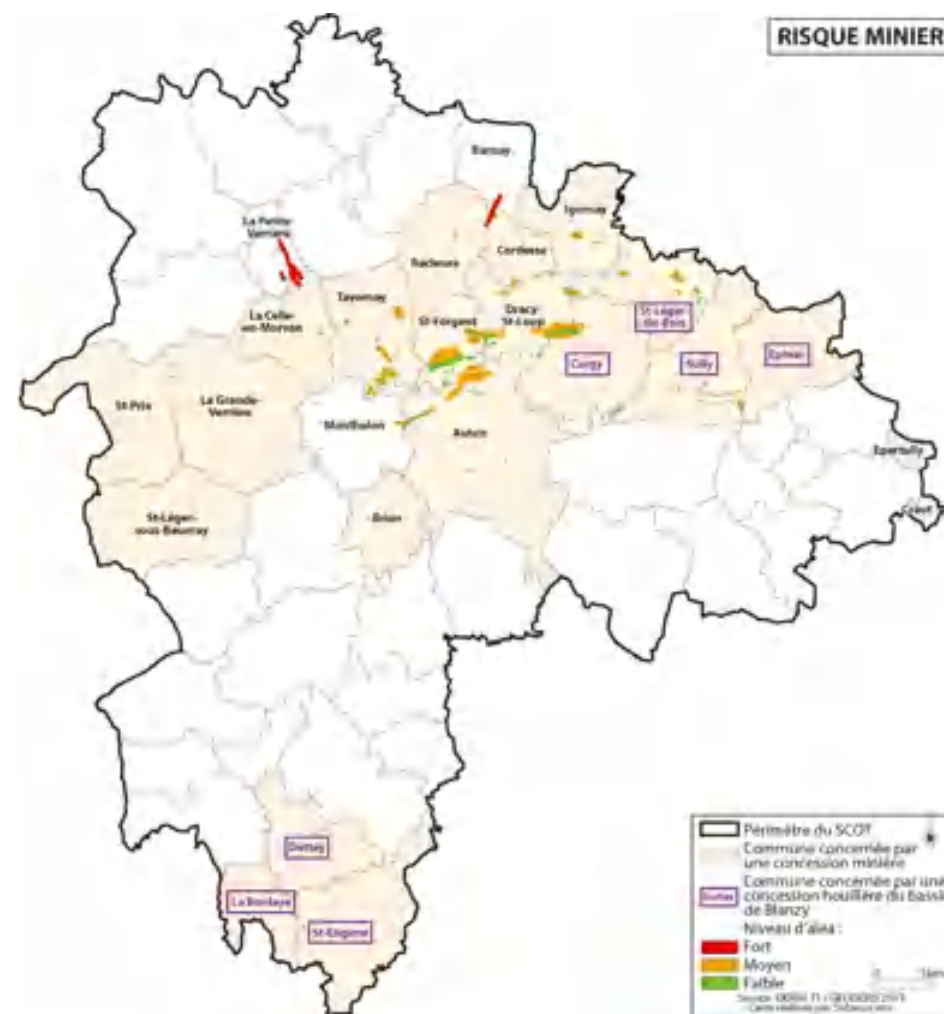 RISQUE MINIER
Barnay
Igornay
La Petite-
Verrière
Cordesse
Tavernay
La Celle-
en-Morvan
St-Forgeot
Dracy-
St-Loup
St-Léger-
du-Bois
Curgy
Sully
Epinac
St-Prix
La Grande-
Verrière
Monthelon
Autun
Epertully
Créot
St-Léger-
sous-Beuvray
Brion
Dettey
La Boulaye
St-Eugène
Périmètre du SCOT
Commune concernée par
une concession minière
Commune concernée par une
concession houillère du bassin
de Blanzy
Niveau d'aléa :
Fort
Moyen
Faible